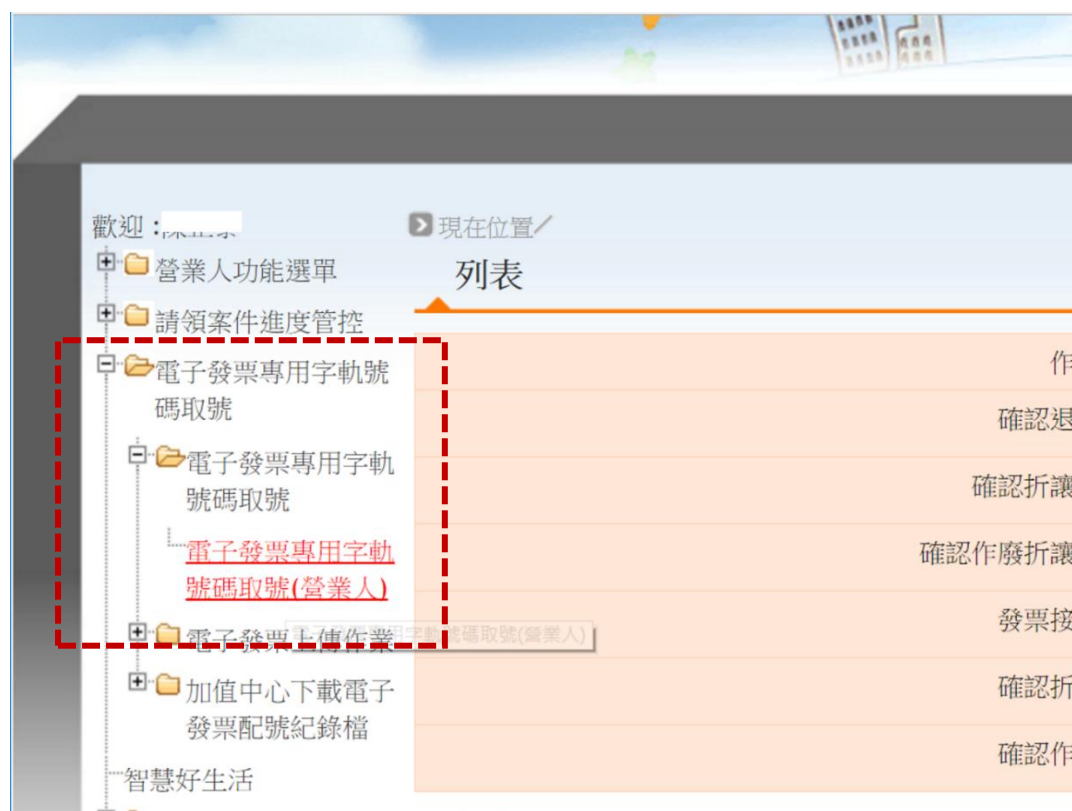 歡迎：
現在位置／
營業人功能選單
列表
請領案件進度管控
電子發票專用字軌號
碼取號
電子發票專用字軌
號碼取號
電子發票專用字軌
號碼取號(營業人)
電子發票上傳作業
加值中心下載電子
發票配號紀錄檔
智慧好生活
作
確認退
確認折讓
確認作廢折讓
發票接
確認折
確認作